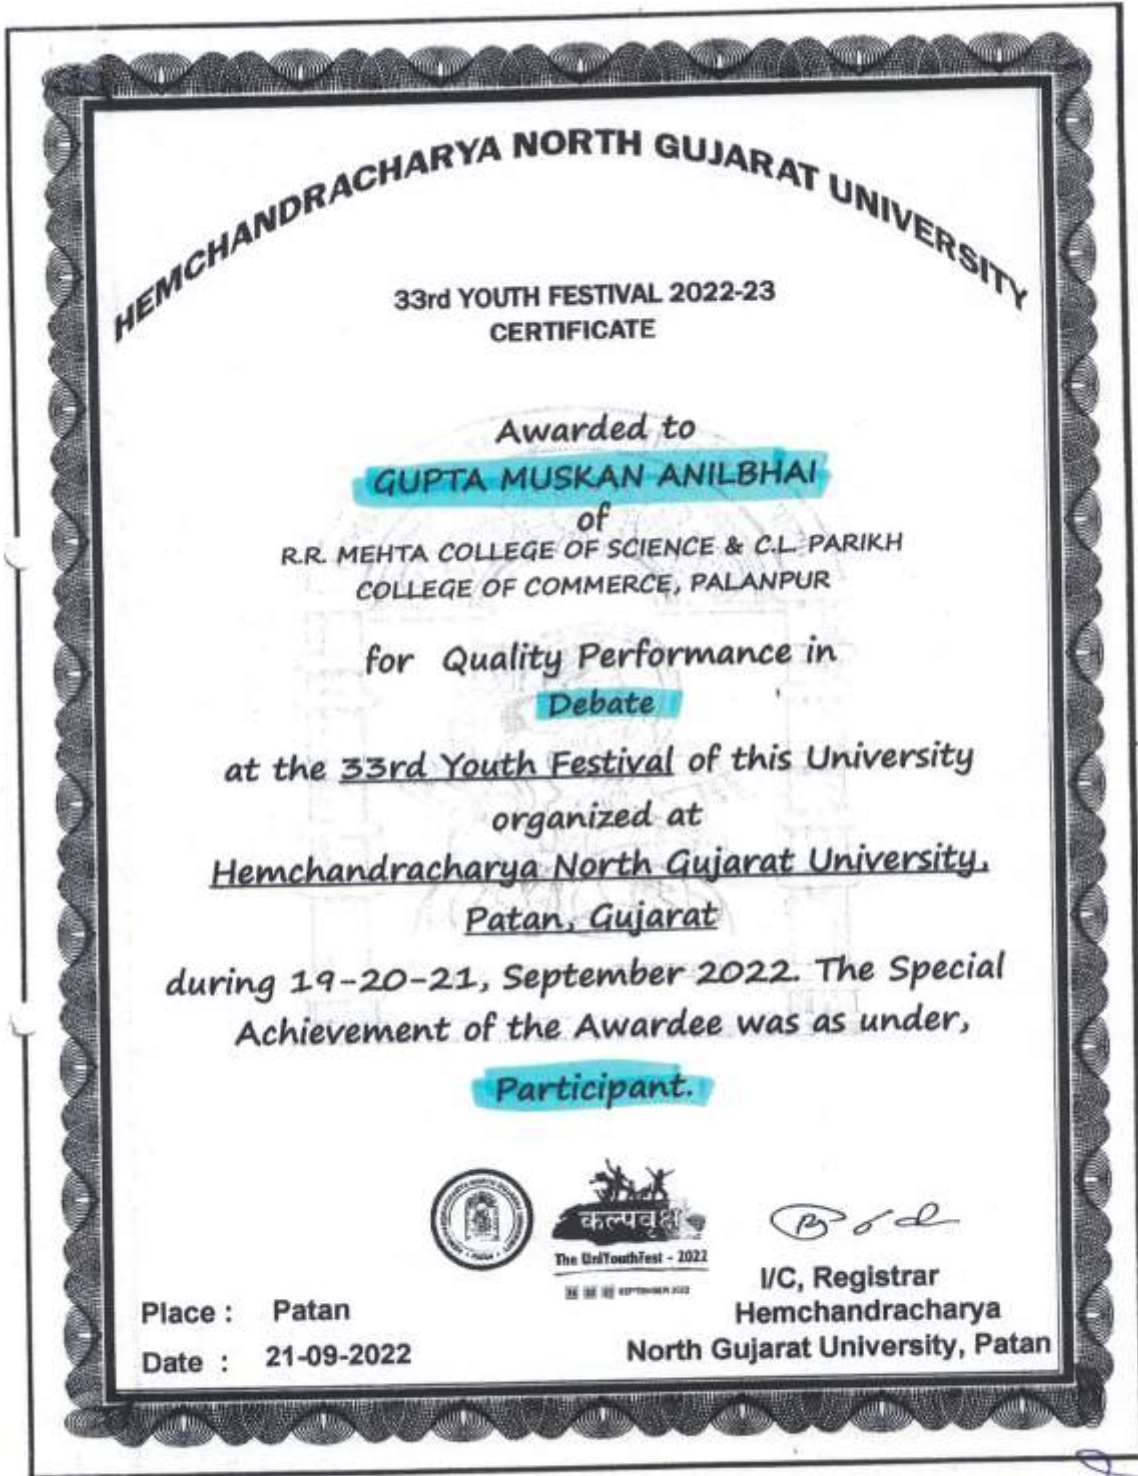 HEMCHANDRACHARYA NORTH GUJARAT UNIVERSITY
33rd YOUTH FESTIVAL 2022-23
CERTIFICATE
Awarded to
GUPTA MUSKAN ANILBHAI
of
R.R. MEHTA COLLEGE OF SCIENCE & C.L. PARIKH
COLLEGE OF COMMERCE, PALANPUR
for Quality Performance in
Debate
at the 33rd Youth Festival of this University
organized at
Hemchandracharya North Gujarat University,
Patan, Gujarat
during 19-20-21, September 2022. The Special
Achievement of the Awardee was as under,
Participant.
कल्पवृक्ष
The UniYouthFest - 2022
SEPTEMBER 2022
I/C, Registrar
Hemchandracharya
North Gujarat University, Patan
Place : Patan
Date : 21-09-2022